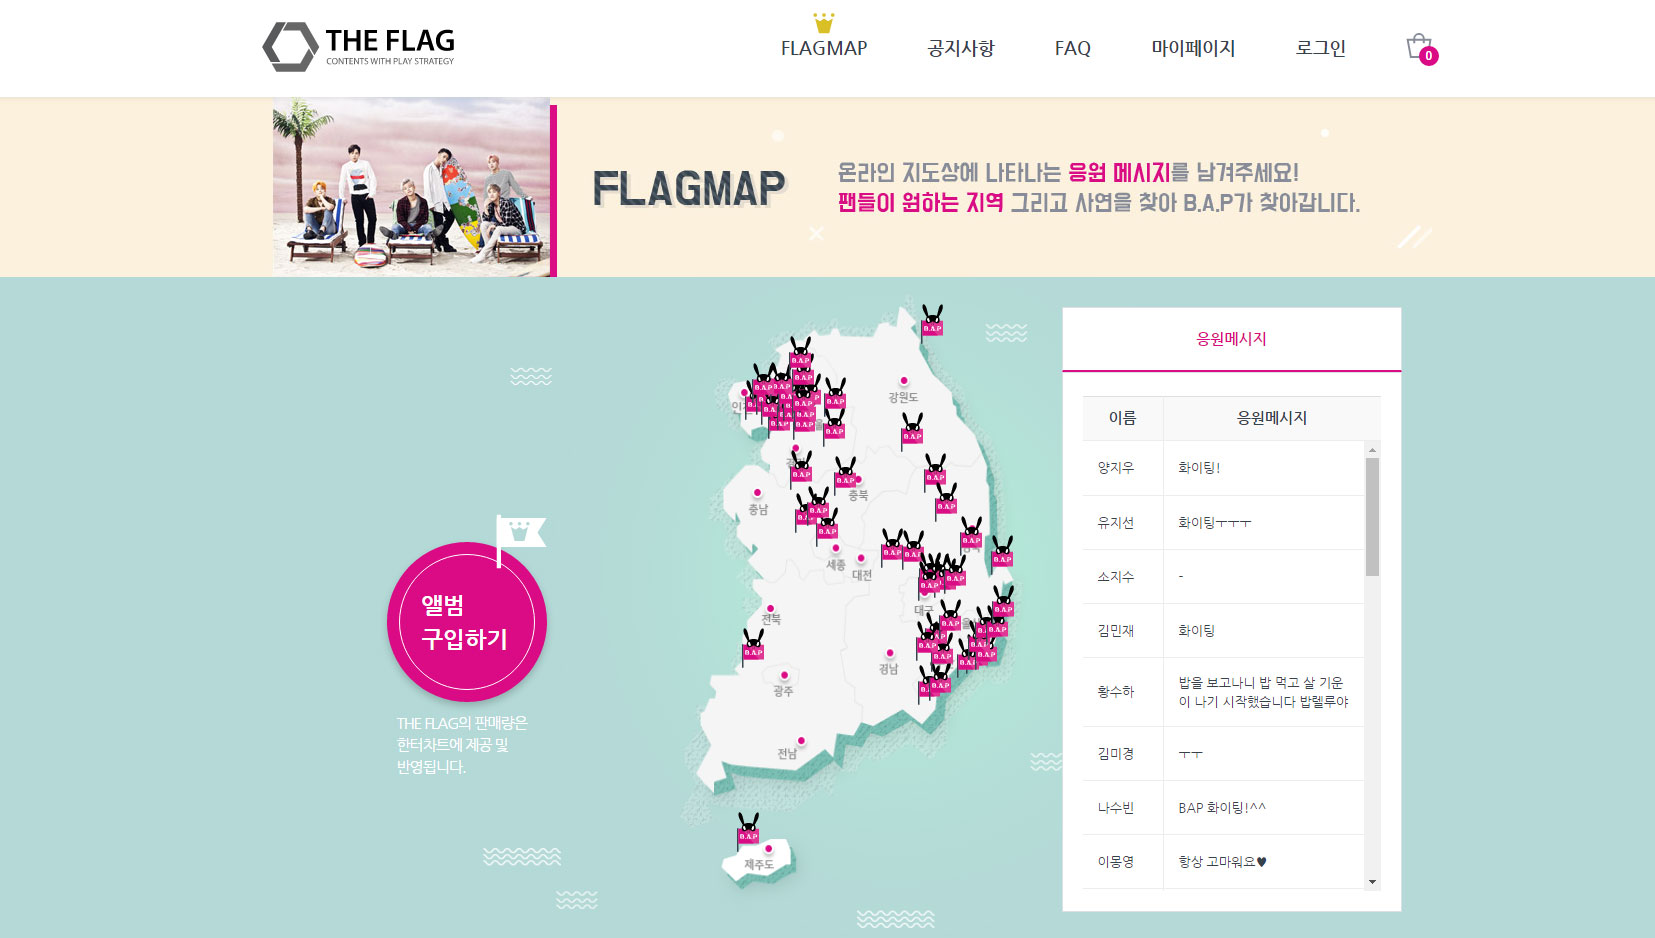 THE FLAG
CONTENTS WITH PLAY STRATEGY
FLAGMAP
공지사항
FAQ
마이페이지
로그인
0
FLAGMAP
온라인 지도상에 나타나는 응원 메시지를 남겨주세요!
팬들이 원하는 지역 그리고 사연을 찾아 B.A.P가 찾아갑니다.
앨범
구입하기
THE FLAG의 판매량은
한터차트에 제공 및
반영됩니다.
B.A.P
강원도
충북
충남
세종
대전
전북
대구
경남
광주
전남
제주도
응원메시지
이름 응원메시지
양지우 화이팅!
유지선 화이팅ㅜㅜㅜ
소지수 -
김민재 화이팅
황수하 밥을 보고나니 밥 먹고 살 기운
이 나기 시작했습니다 밥렐루야
김미경 ㅜㅜ
나수빈 BAP 화이팅!^^
이몽영 항상 고마워요♥